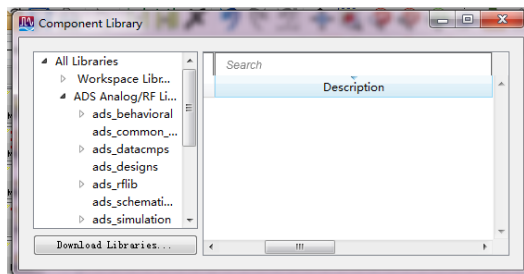 Component Library
All Libraries
Workspace Libr...
ADS Analog/RF Li...
ads_behavioral
ads_common_...
ads_datacmps
ads_designs
ads_rflib
ads_schemati...
ads_simulation
Download Libraries...
Search
Description